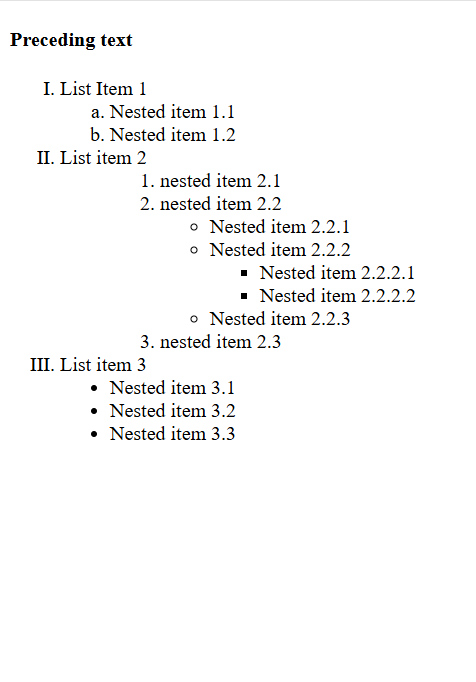 Preceding text
I. List Item 1
a. Nested item 1.1
b. Nested item 1.2
II. List item 2
1. nested item 2.1
2. nested item 2.2
◦ Nested item 2.2.1
◦ Nested item 2.2.2
▪ Nested item 2.2.2.1
▪ Nested item 2.2.2.2
◦ Nested item 2.2.3
3. nested item 2.3
III. List item 3
• Nested item 3.1
• Nested item 3.2
• Nested item 3.3